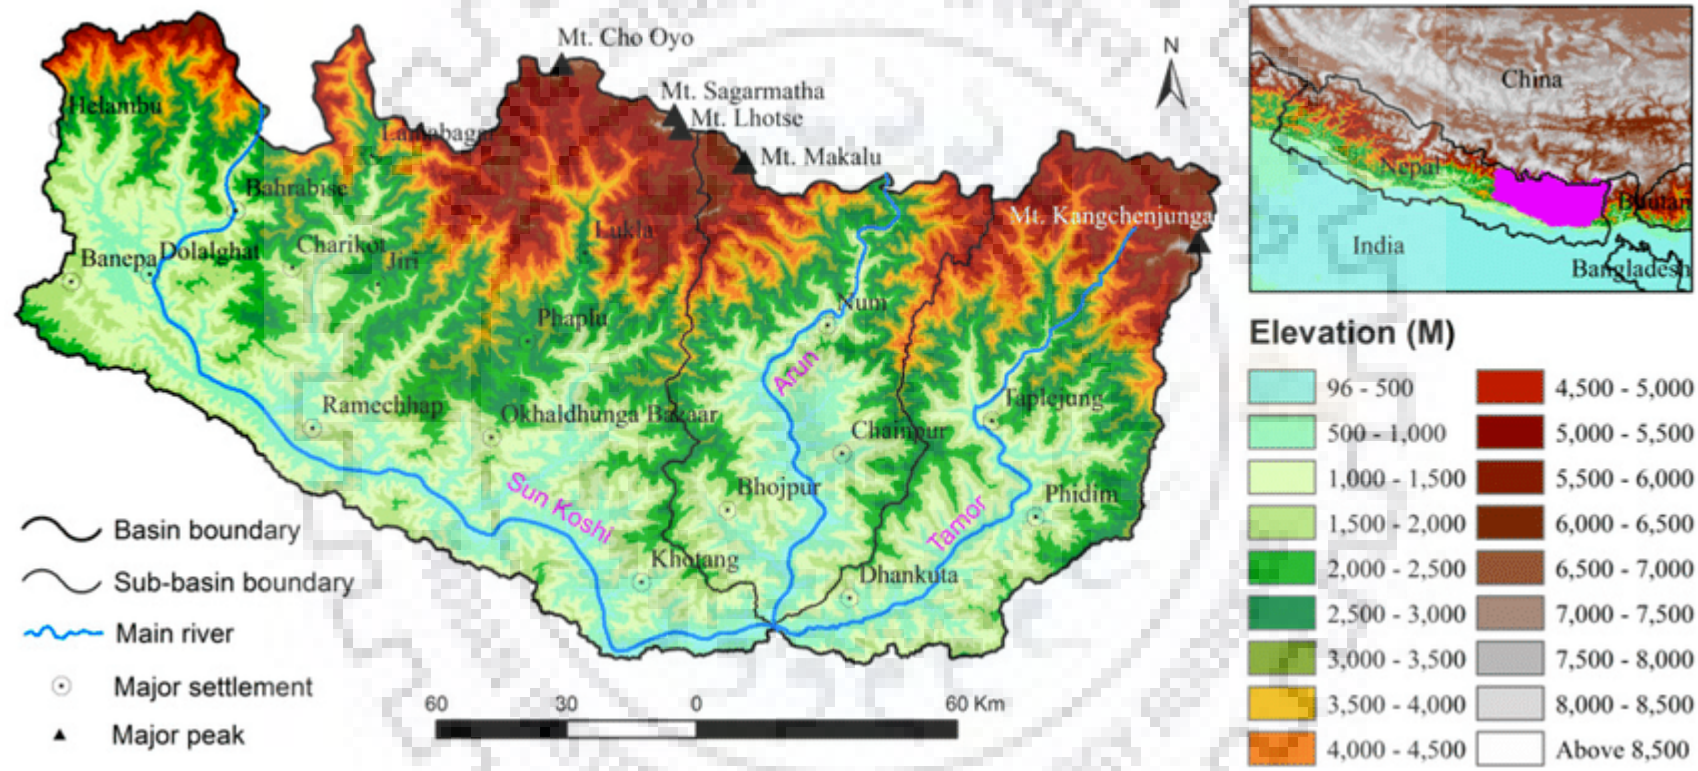 Mt. Cho Oyo
Mt. Sagarmatha
Mt. Lhotse
Mt. Makalu
Mt. Kangchenjunga
N
Helambu
Lamabagar
Bahrabise
Banepa
Dolalghat
Charikot
Jiri
Lukla
Phaplu
Num
Arun
Ramechhap
Okhaldhunga Bazaar
Taplejung
Chainpur
Sun Koshi
Bhojpur
Tamor
Phidim
Khotang
Dhankuta
Basin boundary
Sub-basin boundary
Main river
Major settlement
Major peak
60 30 0 60 Km
China
Nepal
Bhutan
India
Bangladesh
Elevation (M)
96 - 500
500 - 1,000
1,000 - 1,500
1,500 - 2,000
2,000 - 2,500
2,500 - 3,000
3,000 - 3,500
3,500 - 4,000
4,000 - 4,500
4,500 - 5,000
5,000 - 5,500
5,500 - 6,000
6,000 - 6,500
6,500 - 7,000
7,000 - 7,500
7,500 - 8,000
8,000 - 8,500
Above 8,500